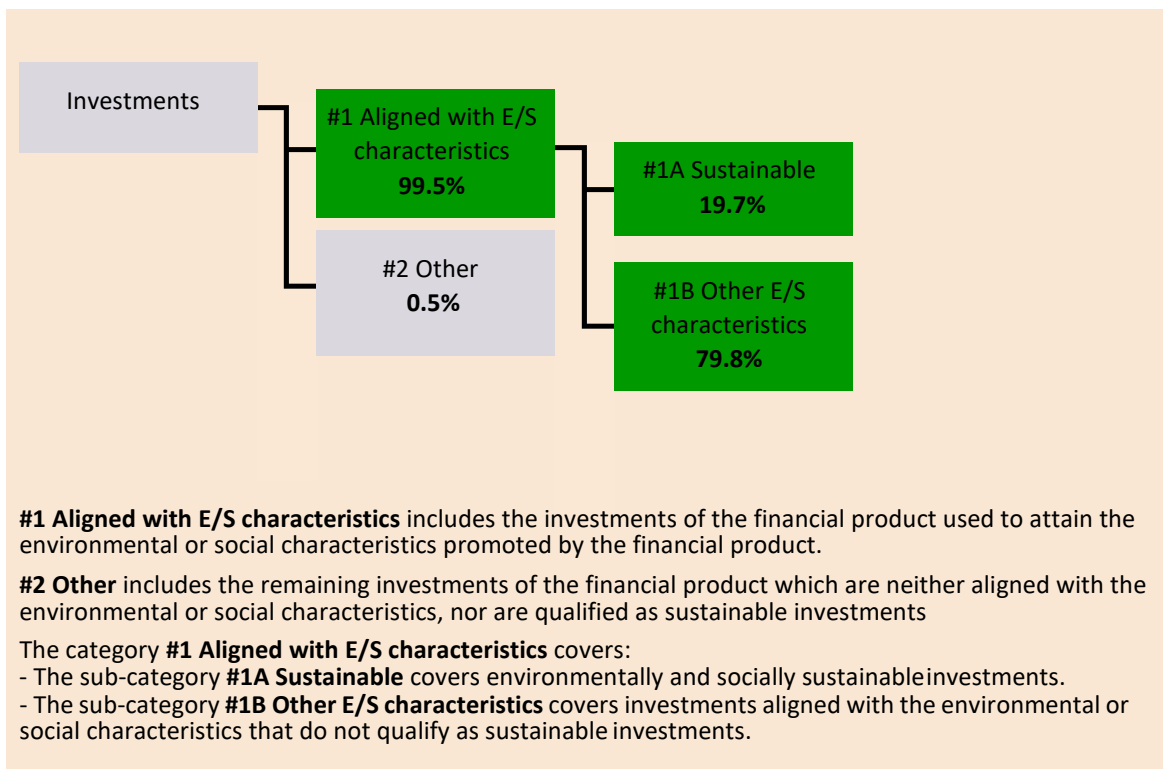 Investments
#1 Aligned with E/S
characteristics
99.5%
#2 Other
0.5%
#1A Sustainable
19.7%
#1B Other E/S
characteristics
79.8%
#1 Aligned with E/S characteristics includes the investments of the financial product used to attain the
environmental or social characteristics promoted by the financial product.
#2 Other includes the remaining investments of the financial product which are neither aligned with the
environmental or social characteristics, nor are qualified as sustainable investments
The category #1 Aligned with E/S characteristics covers:
- The sub-category #1A Sustainable covers environmentally and socially sustainableinvestments.
- The sub-category #1B Other E/S characteristics covers investments aligned with the environmental or
social characteristics that do not qualify as sustainable investments.